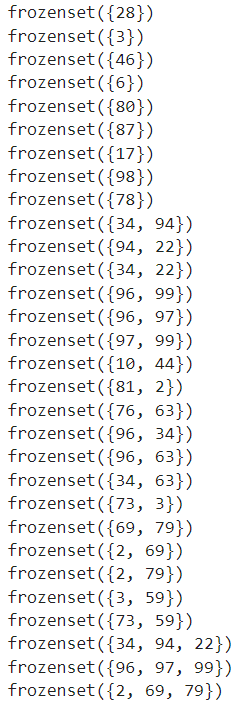 frozenset({28})
frozenset({3})
frozenset({46})
frozenset({6})
frozenset({80})
frozenset({87})
frozenset({17})
frozenset({98})
frozenset({78})
frozenset({34, 94})
frozenset({94, 22})
frozenset({34, 22})
frozenset({96, 99})
frozenset({96, 97})
frozenset({97, 99})
frozenset({10, 44})
frozenset({81, 2})
frozenset({76, 63})
frozenset({96, 34})
frozenset({96, 63})
frozenset({34, 63})
frozenset({73, 3})
frozenset({69, 79})
frozenset({2, 69})
frozenset({2, 79})
frozenset({3, 59})
frozenset({73, 59})
frozenset({34, 94, 22})
frozenset({96, 97, 99})
frozenset({2, 69, 79})